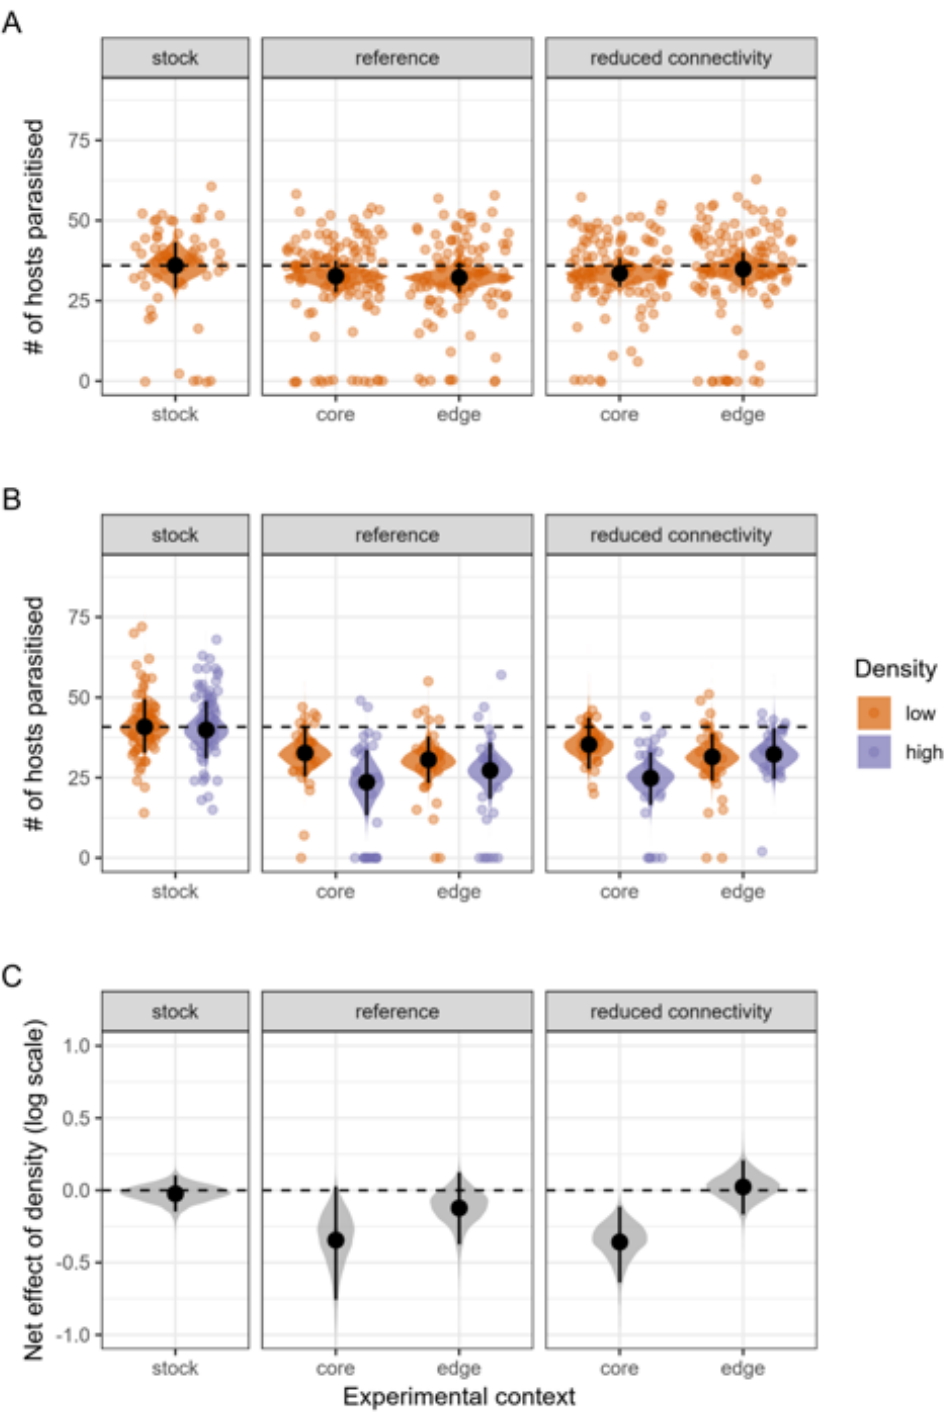 A
stock reference reduced connectivity
# of hosts parasitised
75
50
25
0
stock core edge core edge
B
stock reference reduced connectivity
# of hosts parasitised
75
50
25
0
stock core edge core edge
Density
low
high
C
stock reference reduced connectivity
Net effect of density (log scale)
1.0
0.5
0.0
-0.5
-1.0
stock core edge core edge
Experimental context